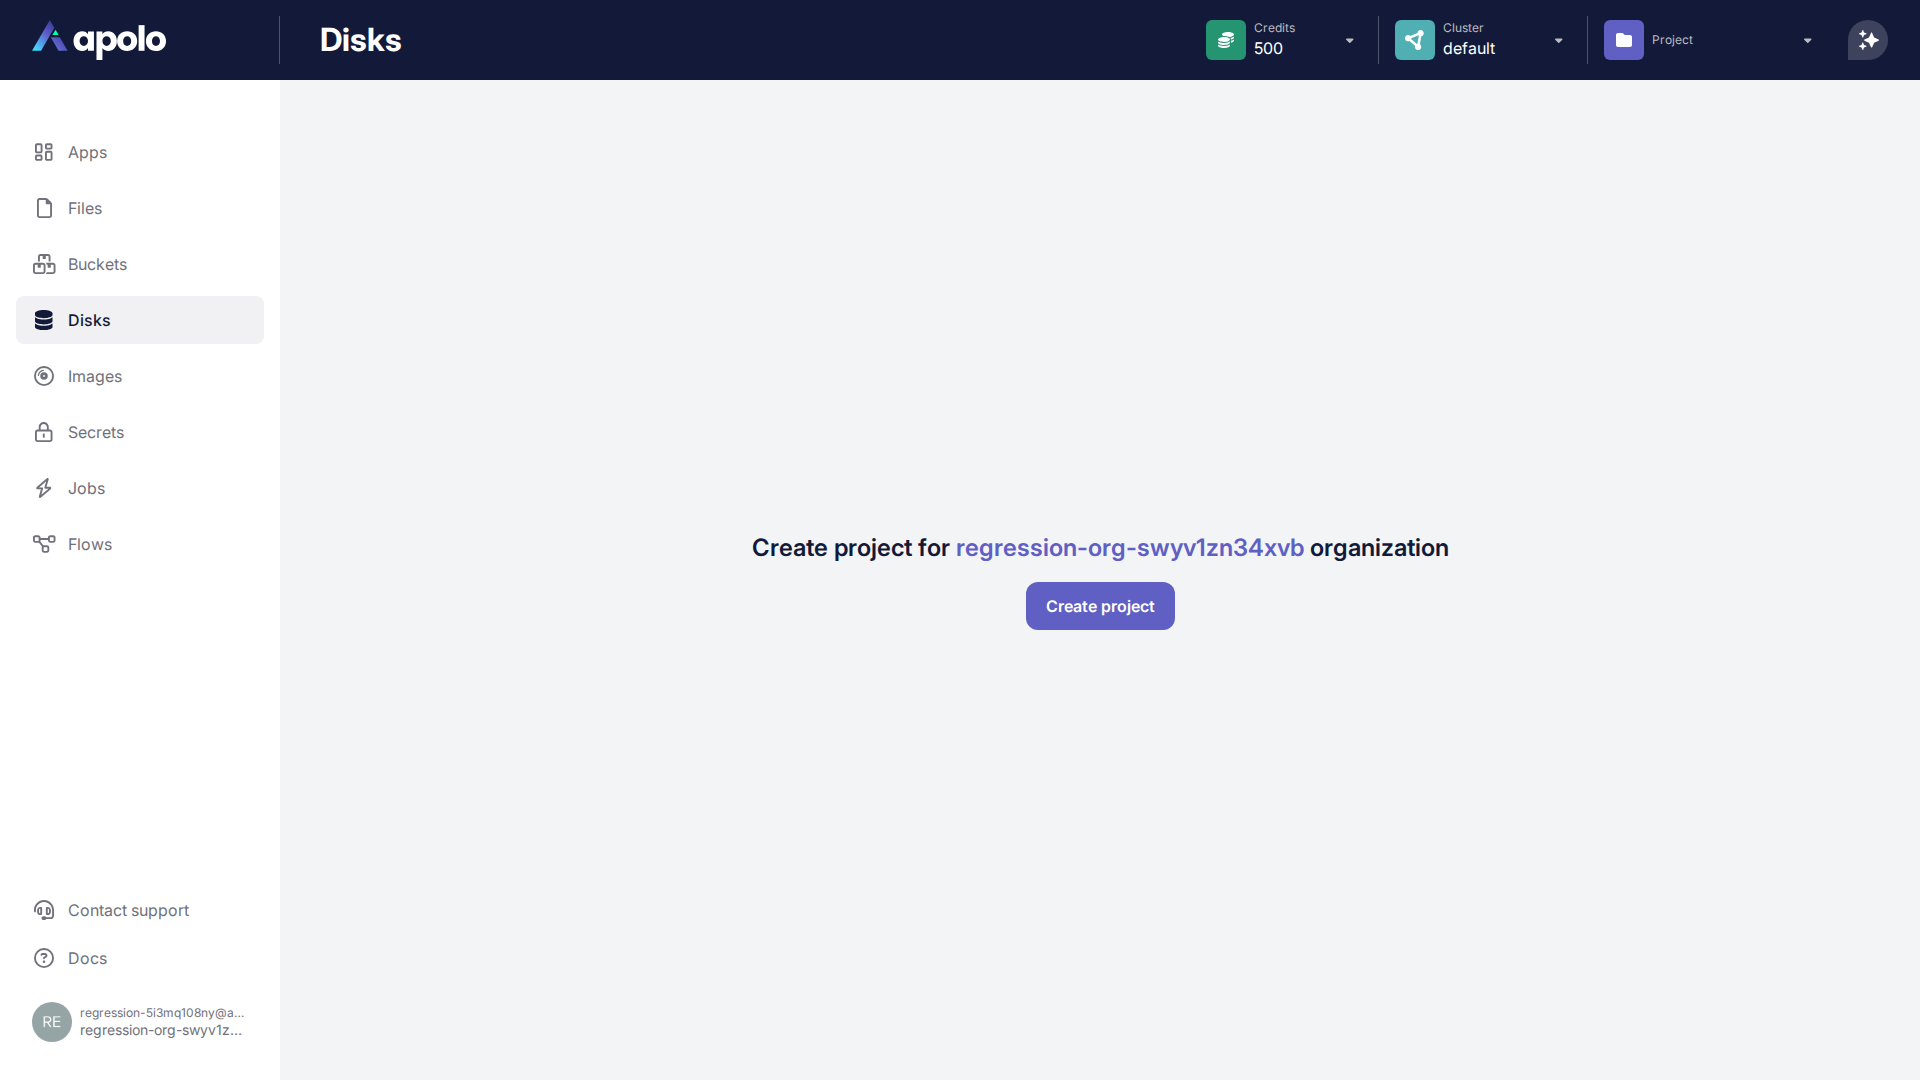 apolo
Disks
Credits
500
Cluster
default
Project
Apps
Files
Buckets
Disks
Images
Secrets
Jobs
Flows
Create project for regression-org-swyv1zn34xvb organization
Create project
Contact support
Docs
RE
regression-5i3mq108ny@a...
regression-org-swyv1z...